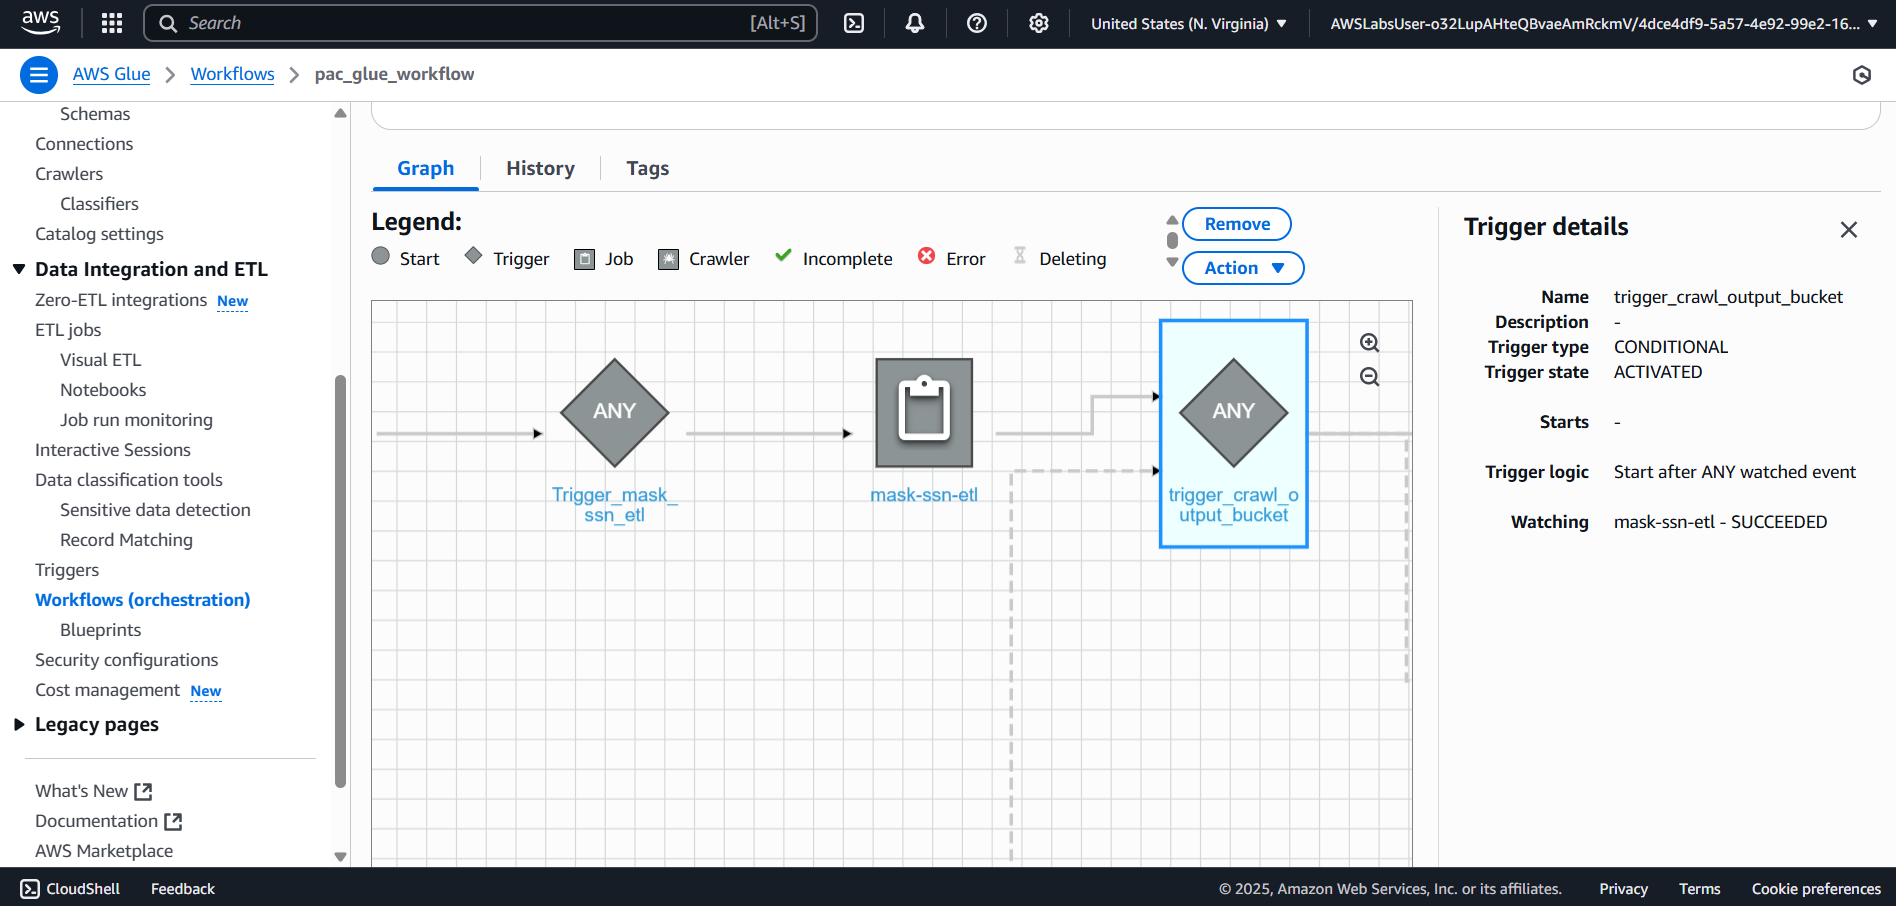 aws
Search
[Alt+S]
United States (N. Virginia)
AWSLabsUser-o32LupAHteQBvaeAmRckmV/4dce4df9-5a57-4e92-99e2-16...
AWS Glue
Workflows
pac_glue_workflow
Schemas
Connections
Crawlers
Classifiers
Catalog settings
Data Integration and ETL
Zero-ETL integrations New
ETL jobs
Visual ETL
Notebooks
Job run monitoring
Interactive Sessions
Data classification tools
Sensitive data detection
Record Matching
Triggers
Workflows (orchestration)
Blueprints
Security configurations
Cost management New
Legacy pages
What's New
Documentation
AWS Marketplace
Graph
History
Tags
Legend:
Start
Trigger
Job
Crawler
Incomplete
Error
Deleting
Remove
Action
ANY
Trigger_mask_
ssn_etl
mask-ssn-etl
ANY
trigger_crawl_o
utput_bucket
Trigger details
Name trigger_crawl_output_bucket
Description -
Trigger type CONDITIONAL
Trigger state ACTIVATED
Starts -
Trigger logic Start after ANY watched event
Watching mask-ssn-etl - SUCCEEDED
CloudShell
Feedback
© 2025, Amazon Web Services, Inc. or its affiliates.
Privacy
Terms
Cookie preferences